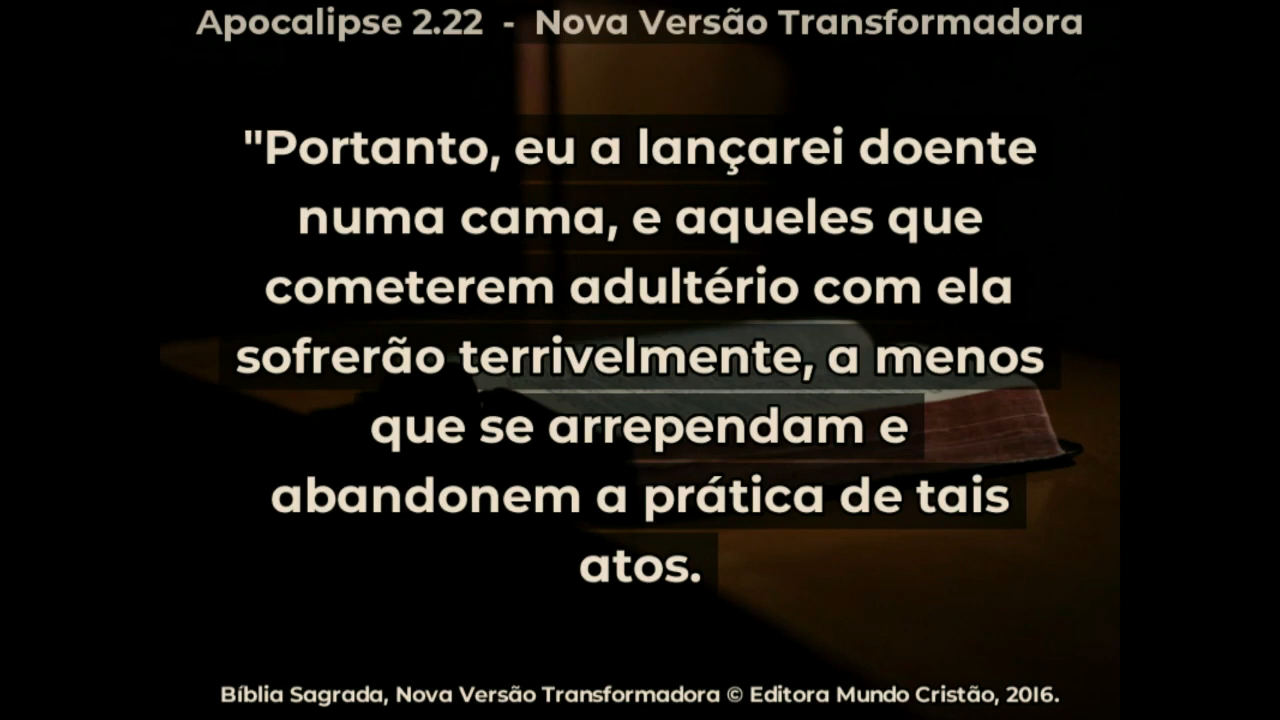 Apocalipse 2.22 - Nova Versão Transformadora
"Portanto, eu a lançarei doente
numa cama, e aqueles que
cometerem adultério com ela
sofrerão terrivelmente, a menos
que se arrependam e
abandonem a prática de tais
atos.
Bíblia Sagrada, Nova Versão Transformadora © Editora Mundo Cristão, 2016.